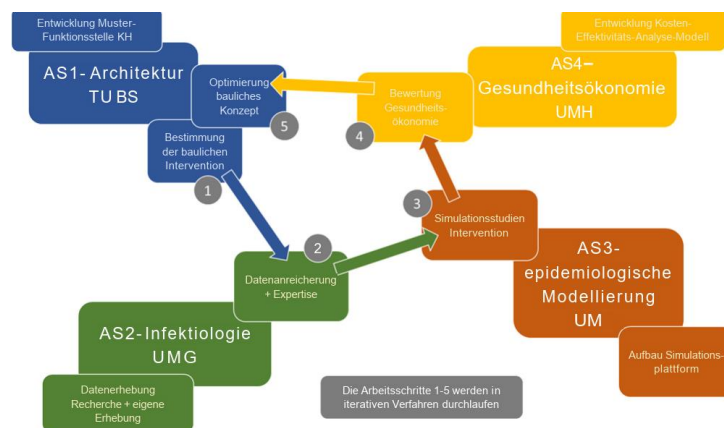 Entwicklung Muster-
Funktionsstelle KH
AS1-Architektur
TU BS
Optimierung
bauliches
Konzept
5
Bestimmung
der baulichen
Intervention
1
Entwicklung Kosten-
Effektivitäts-Analyse-Modell
AS4–
Gesundheitsökonomie
UMH
Bewertung
Gesundheits-
ökonomie
4
3
Simulationsstudien
Intervention
AS3-
epidemiologische
Modellierung
UM
Aufbau Simulations-
plattform
2
Datenanreicherung
+ Expertise
AS2-Infektiologie
UMG
Datenerhebung
Recherche + eigene
Erhebung
Die Arbeitsschritte 1-5 werden in
iterativen Verfahren durchlaufen